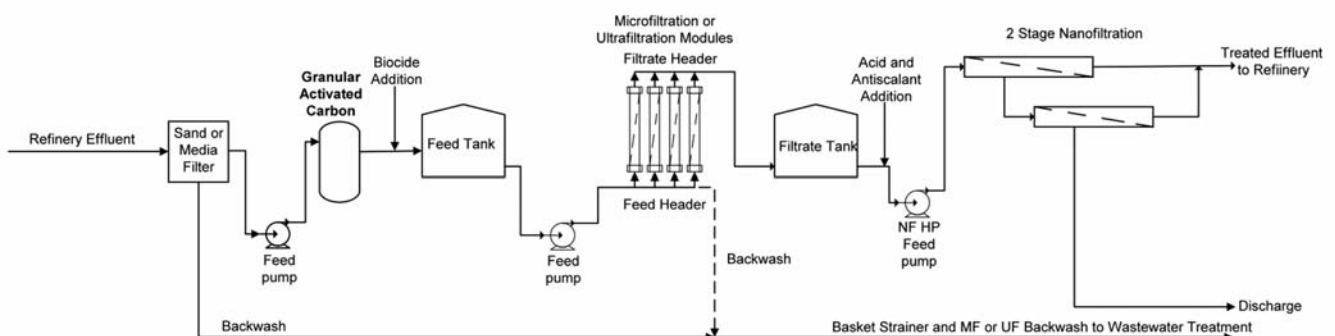 Microfiltration or
Ultrafiltration Modules
Filtrate Header
2 Stage Nanofiltration
Treated Effluent
to Refiinery
Biocide
Addition
Granular
Activated
Carbon
Acid and
Antiscalant
Addition
Refinery Effluent
Sand or
Media
Filter
Feed Tank
Filtrate Tank
Feed Header
NF HP
Feed
pump
Feed
pump
Feed
pump
Backwash
Discharge
Backwash
Basket Strainer and MF or UF Backwash to Wastewater Treatment